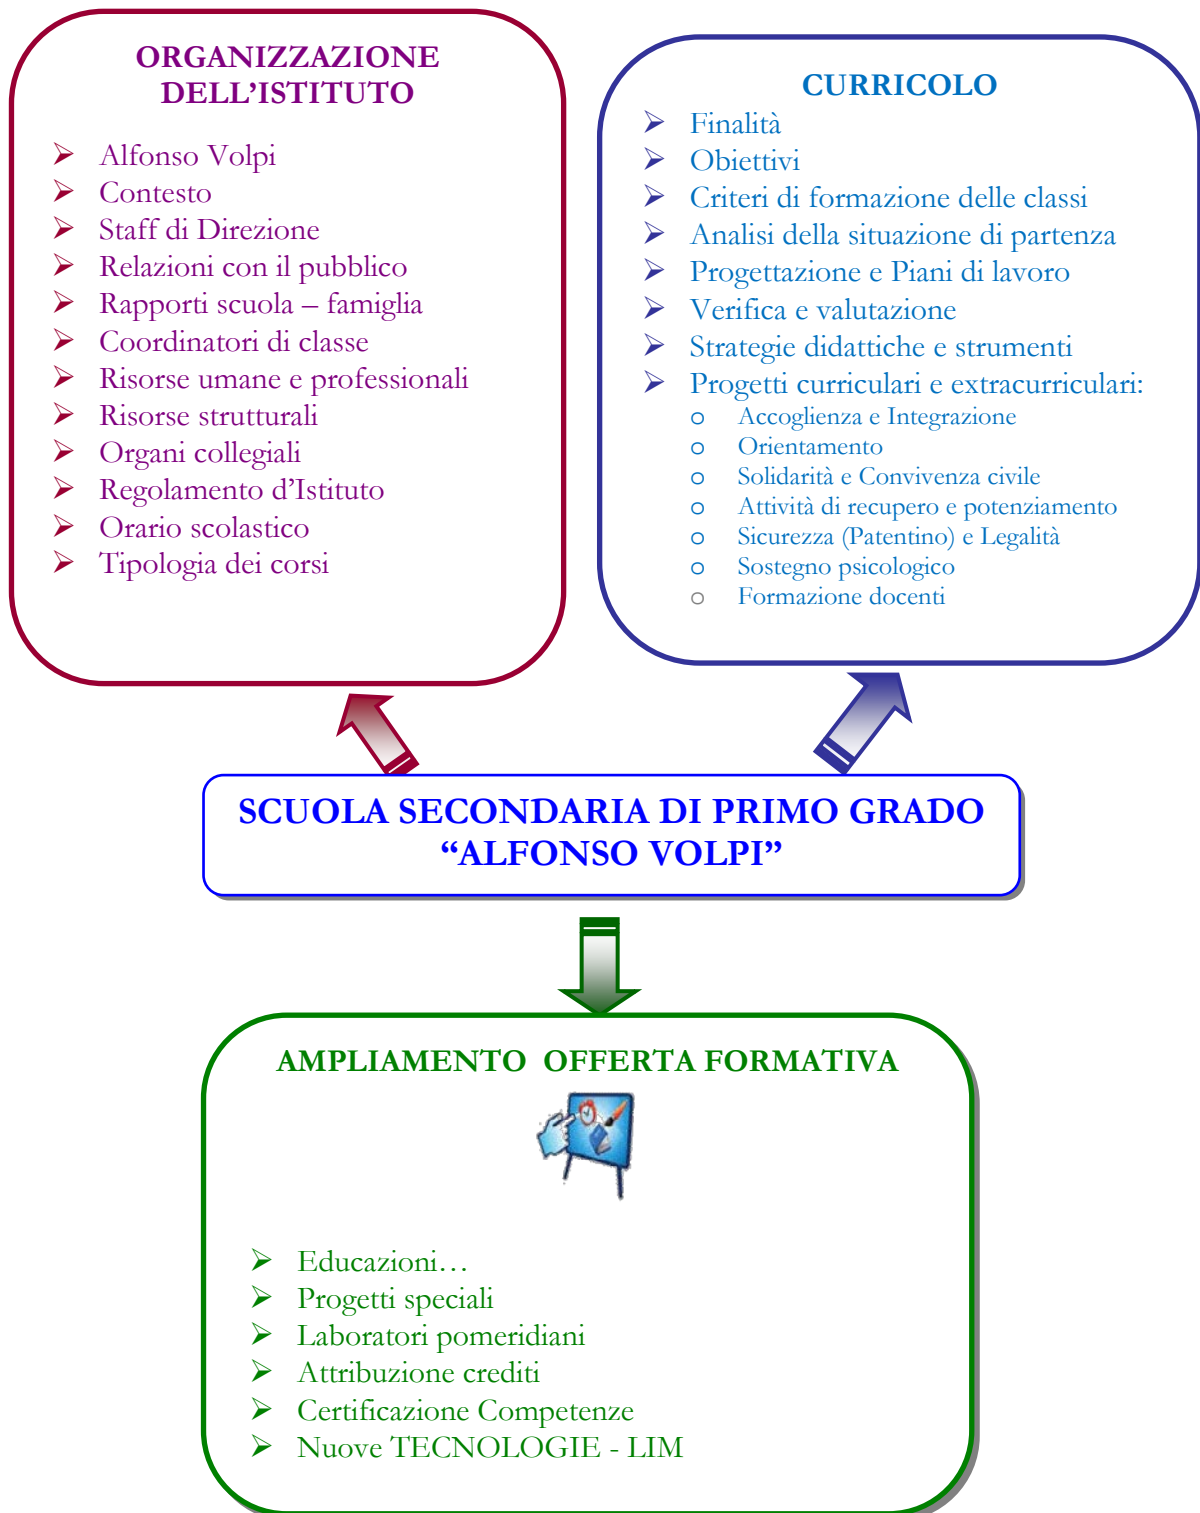 ORGANIZZAZIONE
DELL’ISTITUTO
➢ Alfonso Volpi
➢ Contesto
➢ Staff di Direzione
➢ Relazioni con il pubblico
➢ Rapporti scuola – famiglia
➢ Coordinatori di classe
➢ Risorse umane e professionali
➢ Risorse strutturali
➢ Organi collegiali
➢ Regolamento d’Istituto
➢ Orario scolastico
➢ Tipologia dei corsi
CURRICOLO
➢ Finalità
➢ Obiettivi
➢ Criteri di formazione delle classi
➢ Analisi della situazione di partenza
➢ Progettazione e Piani di lavoro
➢ Verifica e valutazione
➢ Strategie didattiche e strumenti
➢ Progetti curriculari e extracurriculari:
o Accoglienza e Integrazione
o Orientamento
o Solidarità e Convivenza civile
o Attività di recupero e potenziamento
o Sicurezza (Patentino) e Legalità
o Sostegno psicologico
o Formazione docenti
SCUOLA SECONDARIA DI PRIMO GRADO
“ALFONSO VOLPI”
AMPLIAMENTO OFFERTA FORMATIVA
➢ Educazioni…
➢ Progetti speciali
➢ Laboratori pomeridiani
➢ Attribuzione crediti
➢ Certificazione Competenze
➢ Nuove TECNOLOGIE - LIM